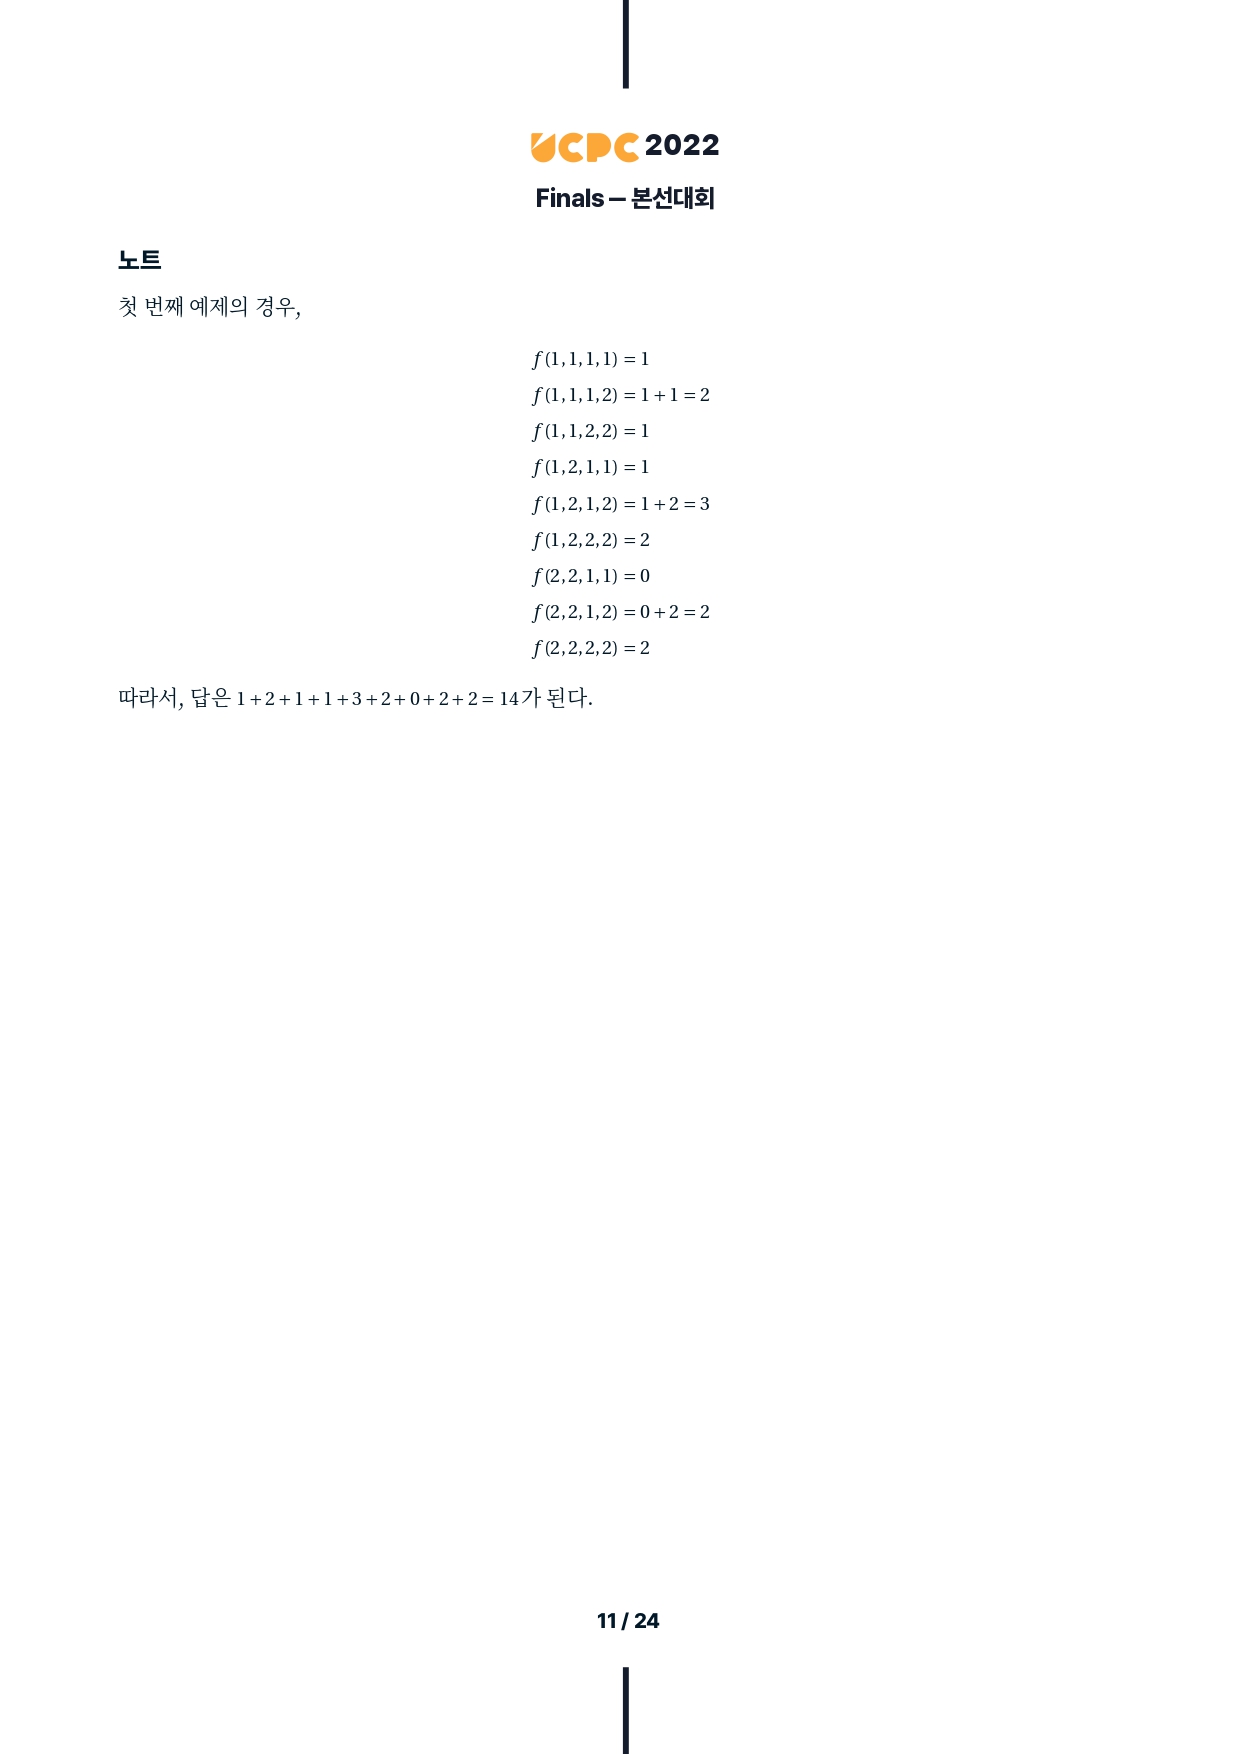 UCPC 2022
Finals — 본선대회
노트
첫 번째 예제의 경우,
f(1,1,1,1) = 1
f(1,1,1,2) = 1 + 1 = 2
f(1,1,2,2) = 1
f(1,2,1,1) = 1
f(1,2,1,2) = 1 + 2 = 3
f(1,2,2,2) = 2
f(2,2,1,1) = 0
f(2,2,1,2) = 0 + 2 = 2
f(2,2,2,2) = 2
따라서, 답은 1 + 2 + 1 + 1 + 3 + 2 + 0 + 2 + 2 = 14가 된다.
11 / 24